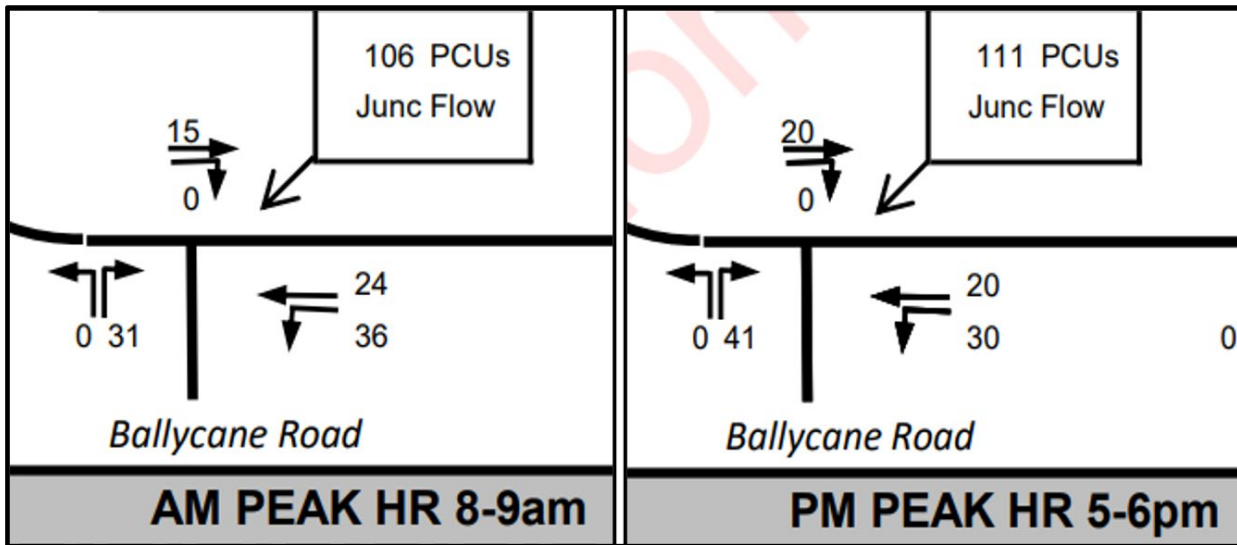 106 PCUs
Junc Flow
15
0
24
0 31
36
Ballycane Road
AM PEAK HR 8-9am
111 PCUs
Junc Flow
20
0
20
0 41
30
0
Ballycane Road
PM PEAK HR 5-6pm